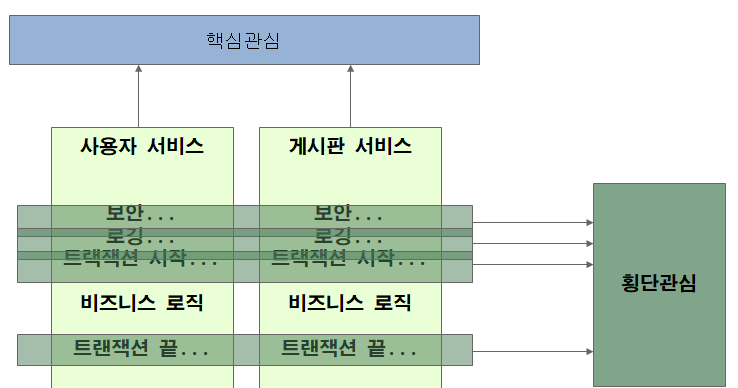 핵심관심
사용자 서비스 게시판 서비스
보안... 보안...
로깅... 로깅...
트랙잭션 시작... 트랙잭션 시작...
횡단관심
비즈니스 로직 비즈니스 로직
트랜잭션 끝... 트랜잭션 끝...